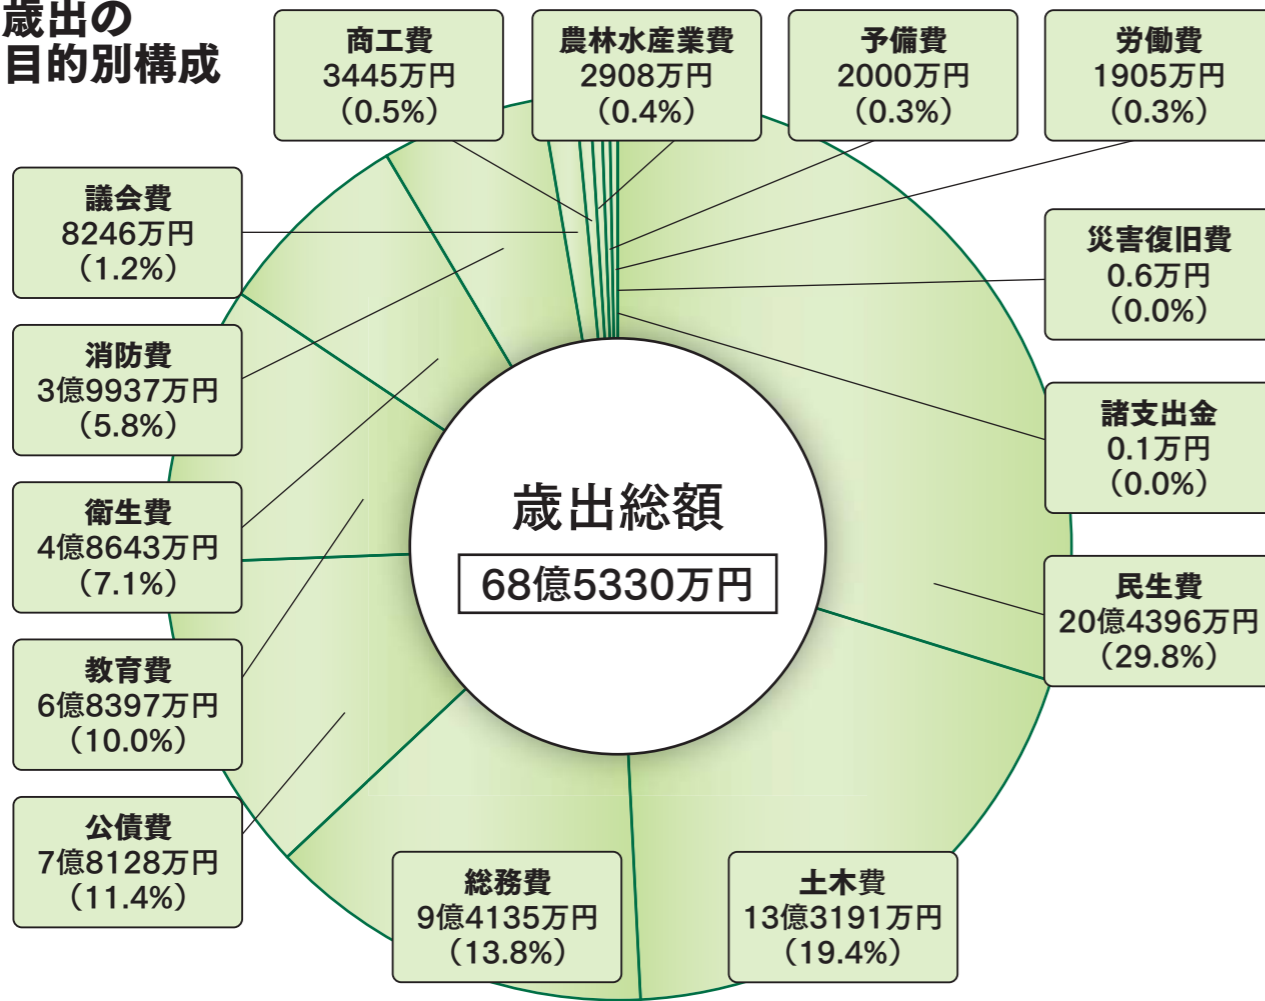 歳出の
目的別構成
商工費
3445万円
(0.5%)
農林水産業費
2908万円
(0.4%)
予備費
2000万円
(0.3%)
労働費
1905万円
(0.3%)
議会費
8246万円
(1.2%)
災害復旧費
0.6万円
(0.0%)
消防費
3億9937万円
(5.8%)
諸支出金
0.1万円
(0.0%)
衛生費
4億8643万円
(7.1%)
歳出総額
68億5330万円
民生費
20億4396万円
(29.8%)
教育費
6億8397万円
(10.0%)
公債費
7億8128万円
(11.4%)
総務費
9億4135万円
(13.8%)
土木費
13億3191万円
(19.4%)